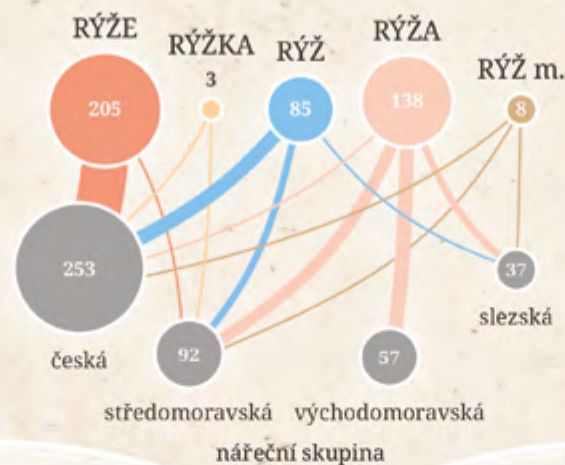 RÝŽE
RÝŽKA
RÝŽ
RÝŽA
RÝŽ m.
205
3
85
138
8
253
37
92
57
česká
slezská
středomoravská
východomoravská
nářeční skupina